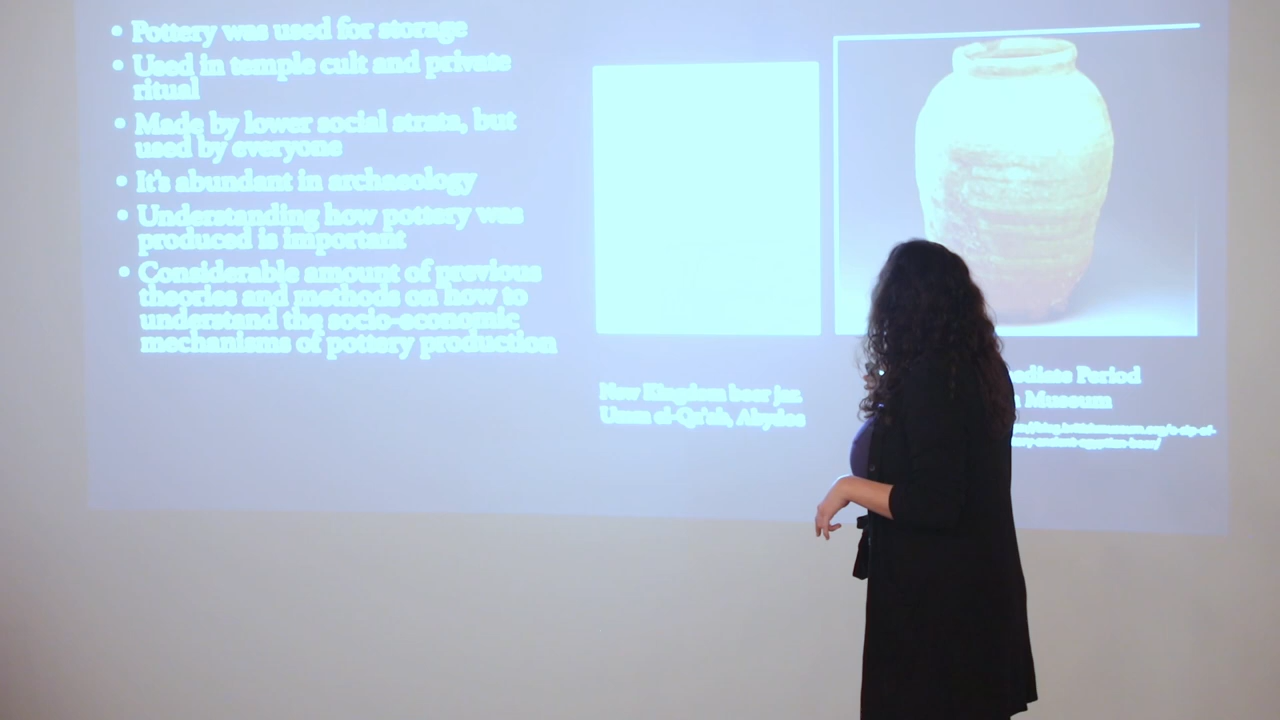 • Pottery was used for storage
• Used in temple cult and private
ritual
• Made by lower social strata, but
used by everyone
• It's abundant in archaeology
• Understanding how pottery was
produced is important
• Considerable amount of previous
theories and methods on how to
understand the socio-economic
mechanisms of pottery production
New Kingdom beer jar.
Umm el-Qa'ab, Abydos
Period
Museum